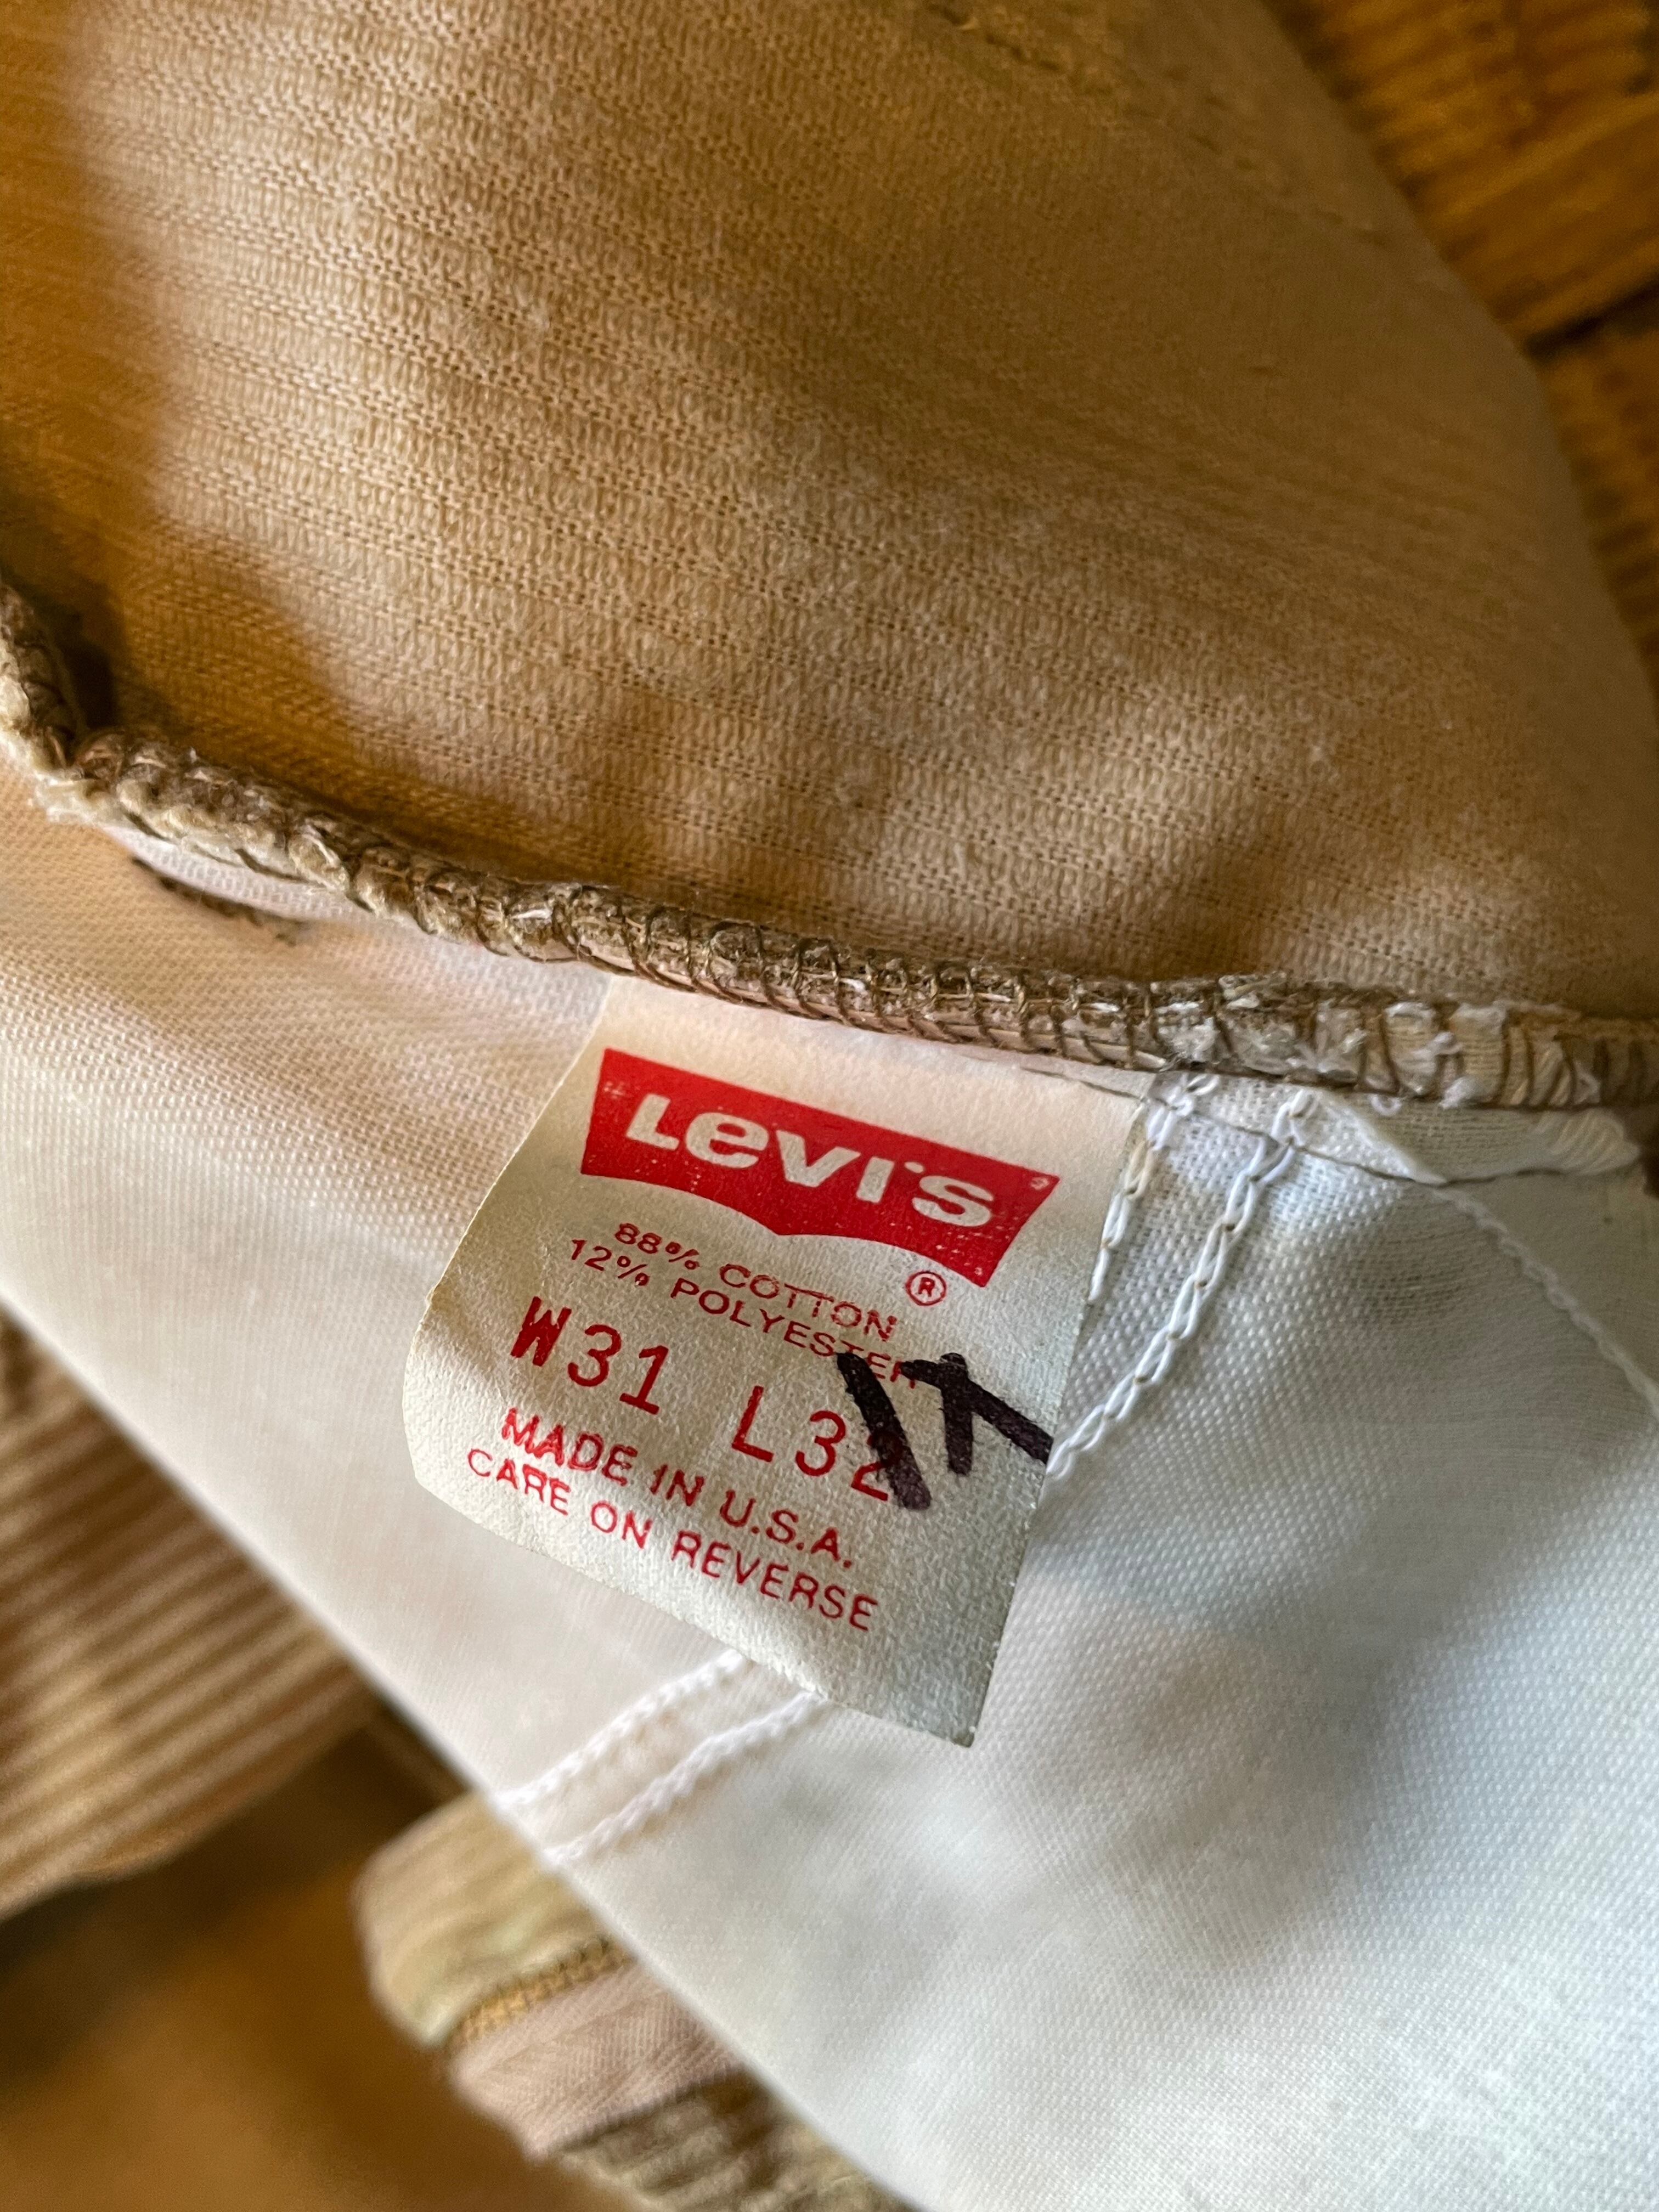 Levi's ®
88% COTTON
12% POLYESTER
W31 L32
MADE IN U.S.A.
CARE ON REVERSE